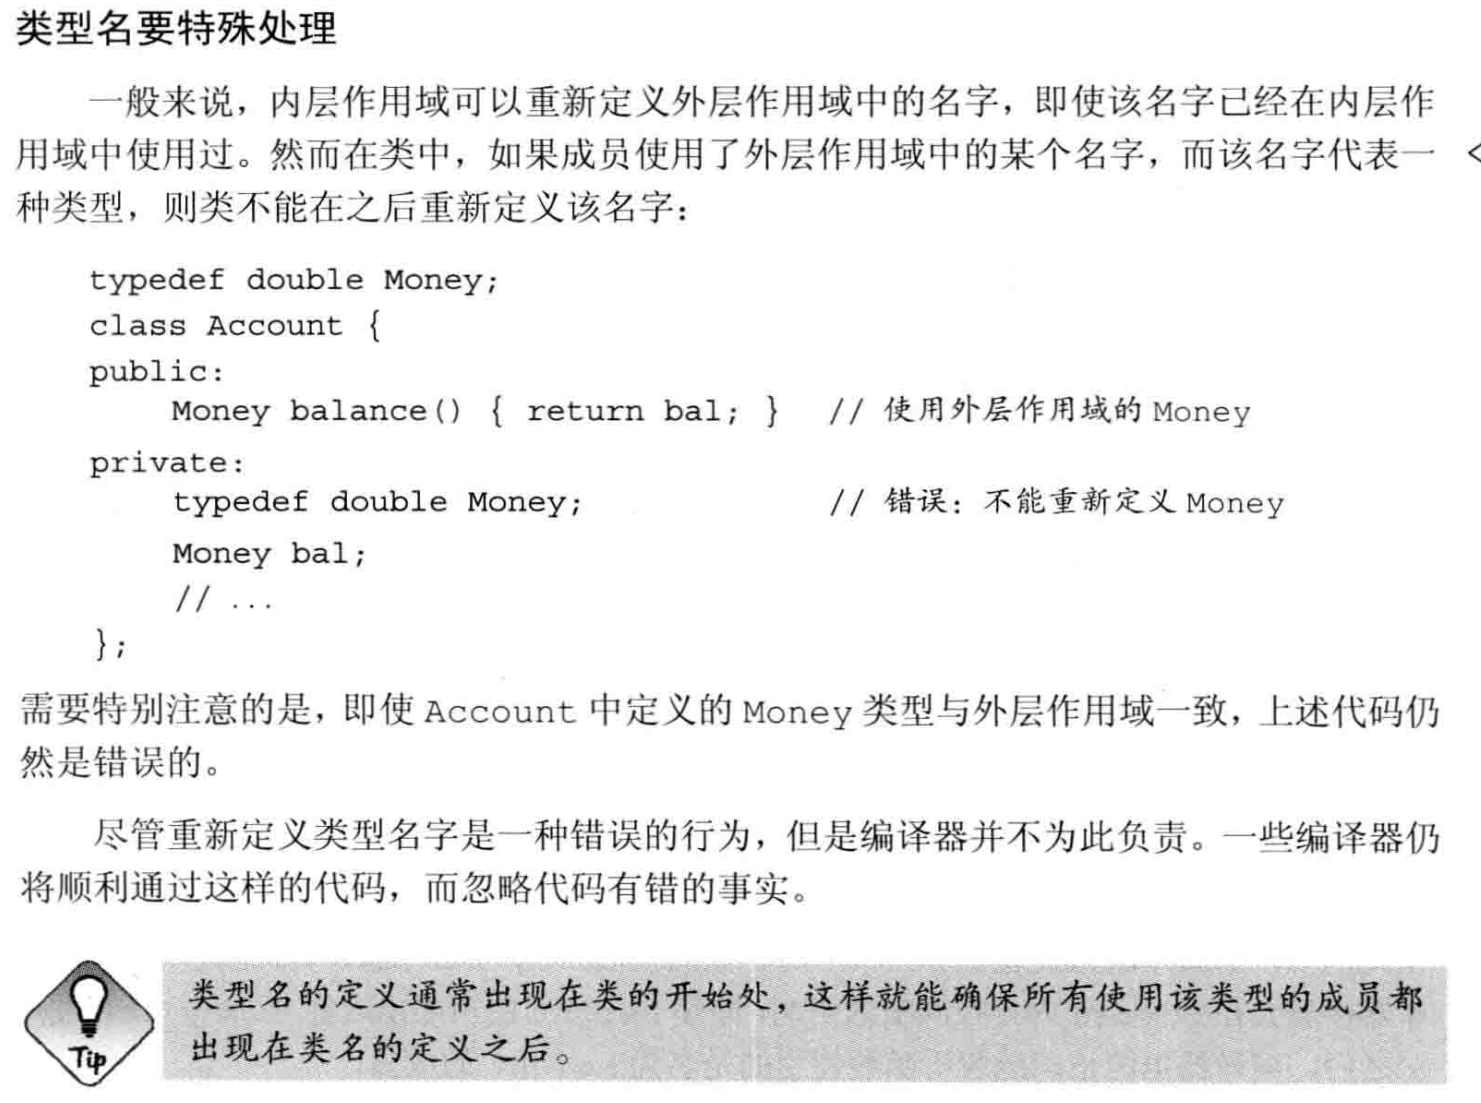 类型名要特殊处理
一般来说，内层作用域可以重新定义外层作用域中的名字，即使该名字已经在内层作
用域中使用过。然而在类中，如果成员使用了外层作用域中的某个名字，而该名字代表一 <
种类型，则类不能在之后重新定义该名字：
typedef double Money;
class Account {
public:
Money balance() { return bal; } // 使用外层作用域的 Money
private:
typedef double Money; // 错误：不能重新定义 Money
Money bal;
// ...
};
需要特别注意的是，即使 Account 中定义的 Money 类型与外层作用域一致，上述代码仍
然是错误的。
尽管重新定义类型名字是一种错误的行为，但是编译器并不为此负责。一些编译器仍
将顺利通过这样的代码，而忽略代码有错的事实。
类型名的定义通常出现在类的开始处，这样就能确保所有使用该类型的成员都
Tip 出现在类名的定义之后。